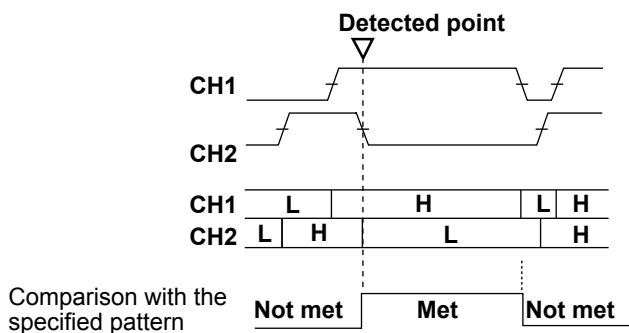 Detected point
CH1
CH2
CH1 L H L H
CH2 L H L H
Comparison with the
specified pattern
Not met Met Not met